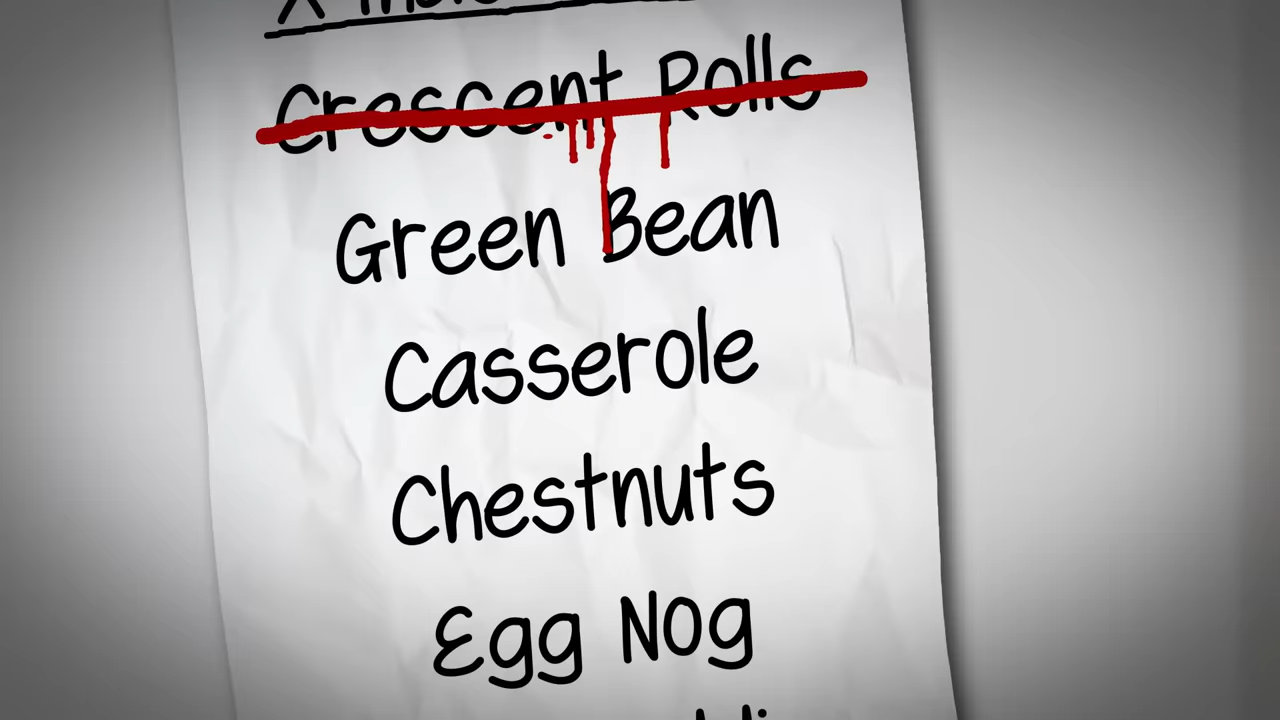 Crescent Rolls
Green Bean
Casserole
Chestnuts
Egg Nog